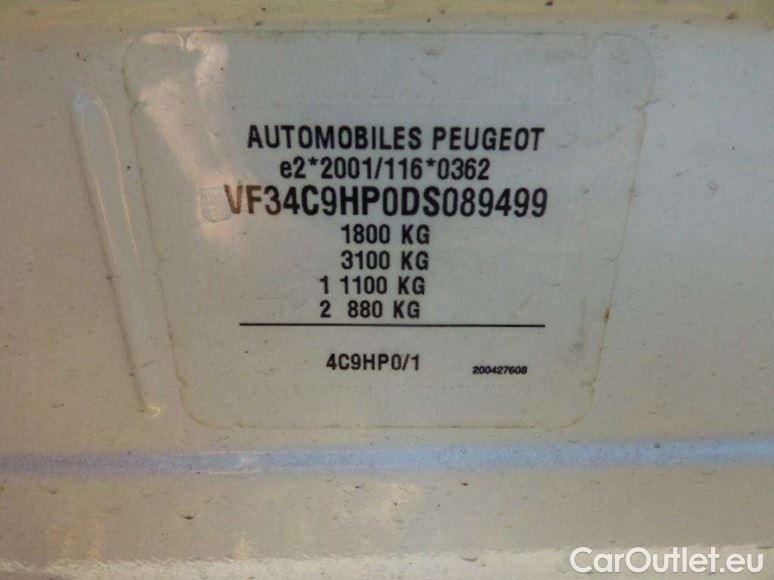 AUTOMOBILES PEUGEOT
e2*2001/116*0362
VF34C9HP0DS089499
1800 KG
3100 KG
1 1100 KG
2 880 KG
4C9HP0/1
200427608
CarOutlet.eu